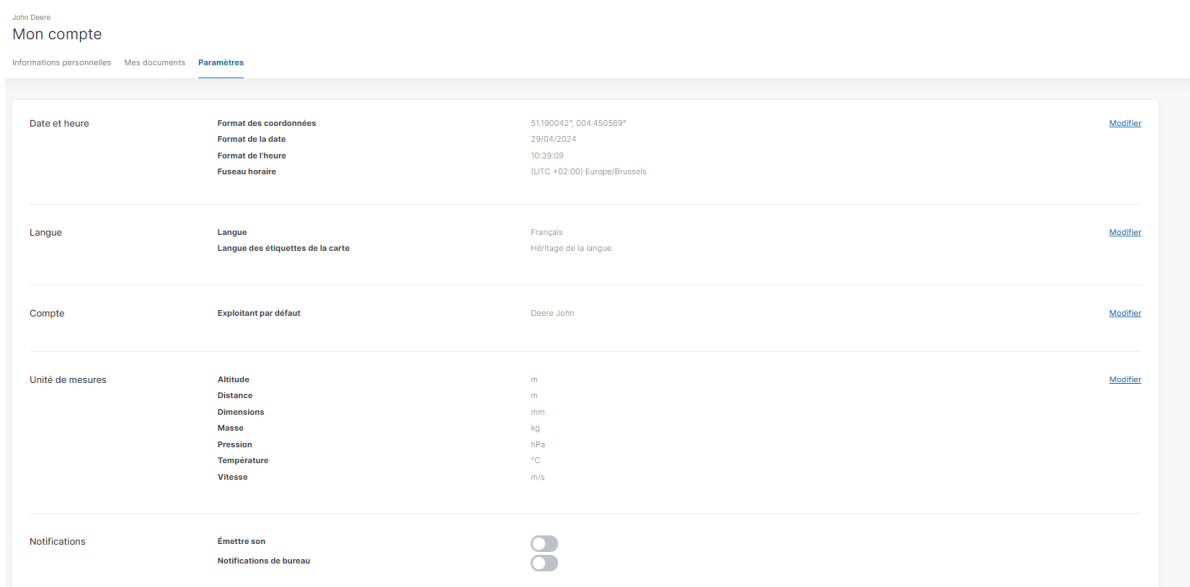 John Deere
Mon compte
Informations personnelles Mes documents Paramètres
Date et heure Format des coordonnées 51.190042°, 004.450589° Modifier
Format de la date 29/04/2024
Format de l'heure 10:39:09
Fuseau horaire (UTC +02:00) Europe/Brussels
Langue Langue Français Modifier
Langue des étiquettes de la carte Héritage de la langue
Compte Exploitant par défaut Deere John Modifier
Unité de mesures Altitude m Modifier
Distance m
Dimensions mm
Masse kg
Pression hPa
Température °C
Vitesse m/s
Notifications Émettre son
Notifications de bureau